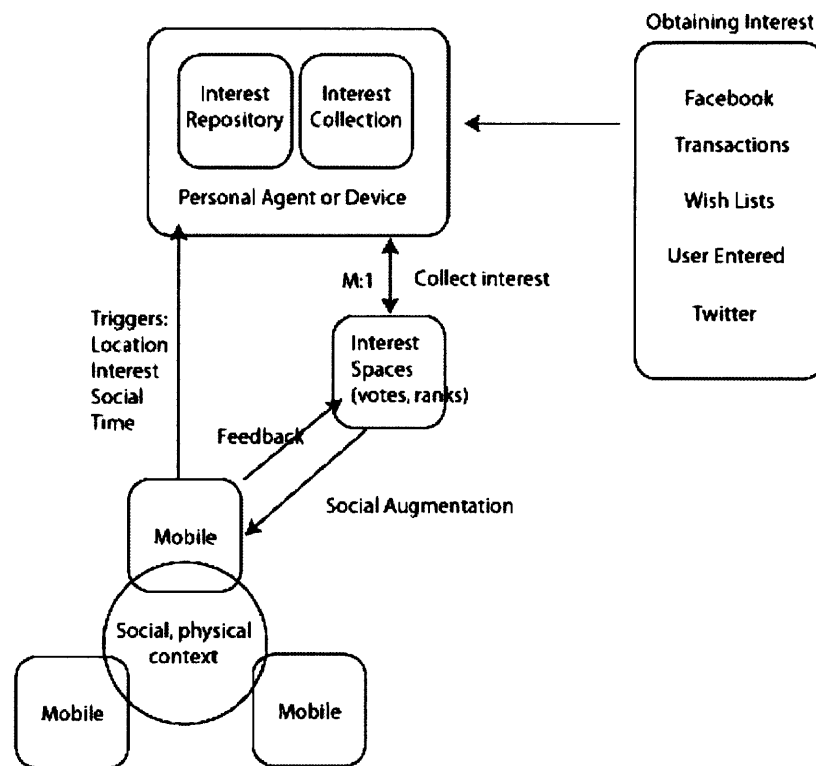 Obtaining Interest
Interest
Repository
Interest
Collection
Personal Agent or Device
Facebook
Transactions
Wish Lists
User Entered
Twitter
M:1
Collect interest
Triggers:
Location
Interest
Social
Time
Interest
Spaces
(votes, ranks)
Feedback
Social Augmentation
Mobile
Social, physical
context
Mobile
Mobile